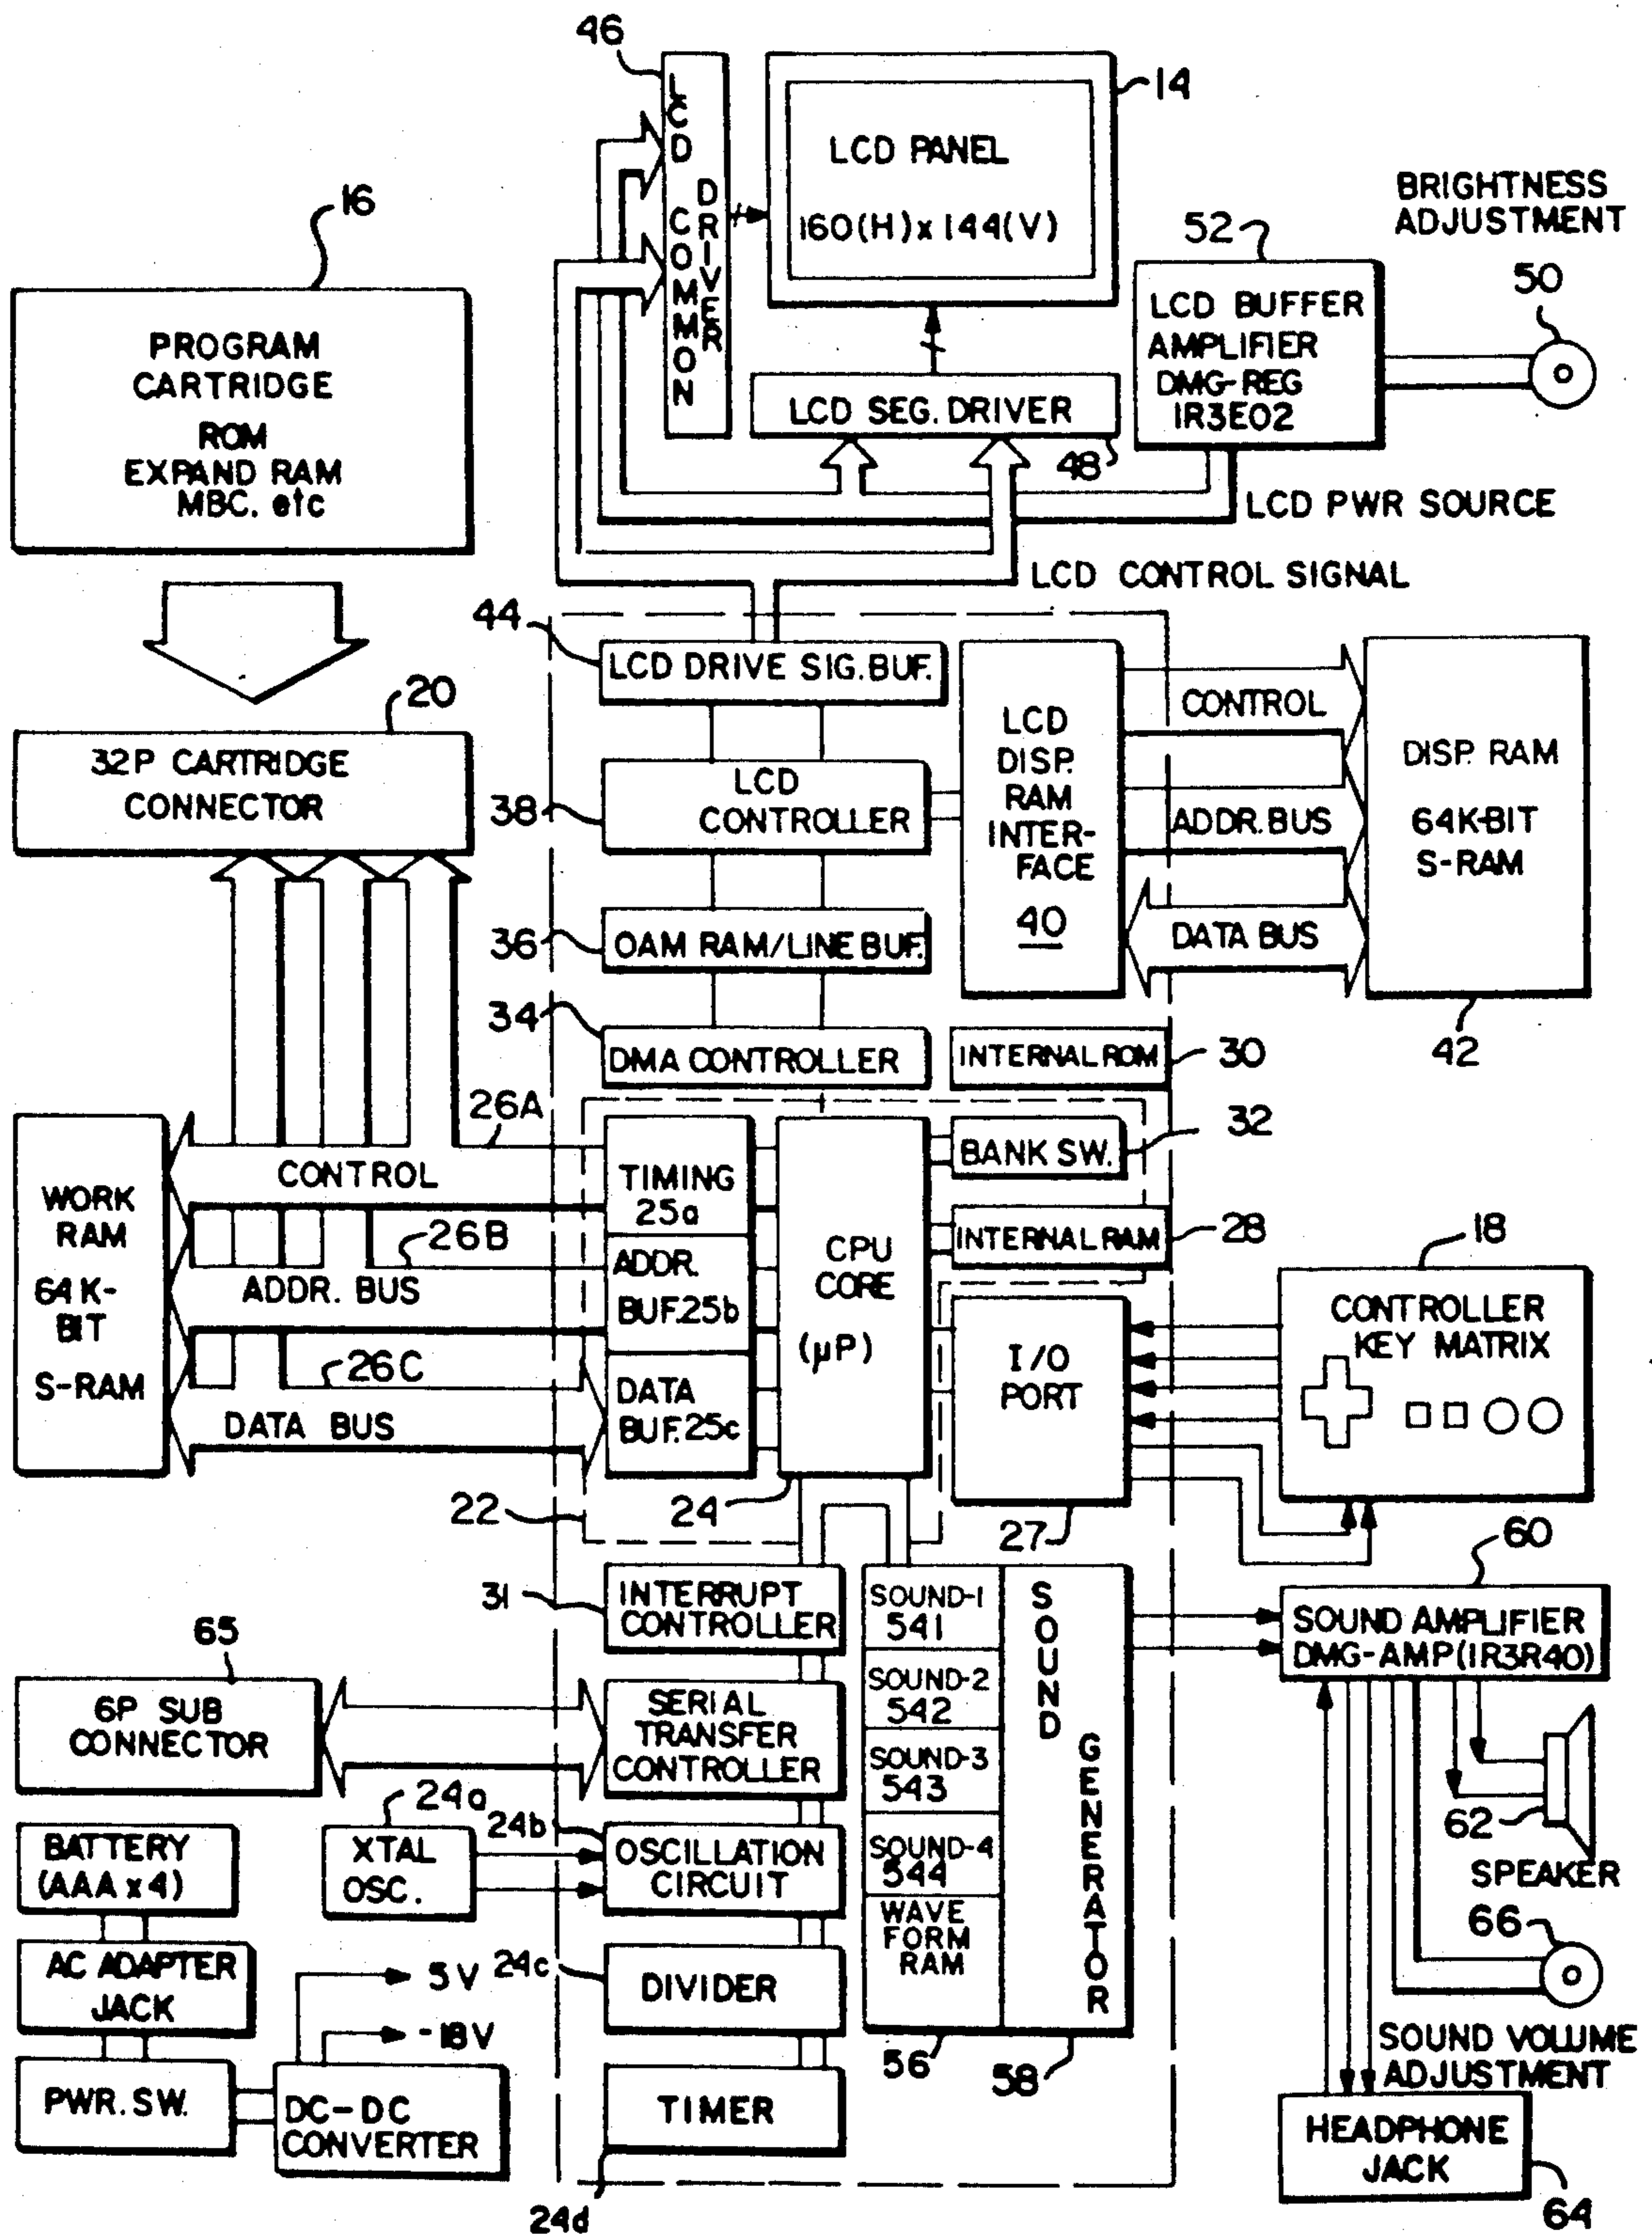 46
LCD COMMON
DRIVER
14
LCD PANEL
160(H)x144(V)
16
PROGRAM
CARTRIDGE
ROM
EXPAND RAM
MBC. etc
BRIGHTNESS
ADJUSTMENT
52
50
LCD BUFFER
AMPLIFIER
DMG-REG
IR3E02
LCD SEG. DRIVER
48
LCD PWR SOURCE
LCD CONTROL SIGNAL
44
LCD DRIVE SIG. BUF.
20
32P CARTRIDGE
CONNECTOR
38
LCD
CONTROLLER
LCD
DISP.
RAM
INTER-
FACE
40
CONTROL
ADDR. BUS
DATA BUS
DISP. RAM
64K-BIT
S-RAM
42
36
OAM RAM/LINE BUF.
34
DMA CONTROLLER
INTERNAL ROM
30
26A
CONTROL
26B
ADDR. BUS
26C
DATA BUS
WORK
RAM
64K-
BIT
S-RAM
TIMING
25a
ADDR.
BUF. 25b
DATA
BUF. 25c
CPU
CORE
(μP)
BANK SW.
32
INTERNAL RAM
28
18
CONTROLLER
KEY MATRIX
I/O
PORT
22
24
27
31
INTERRUPT
CONTROLLER
SOUND-1
541
SOUND-2
542
SOUND-3
543
SOUND-4
544
WAVE
FORM
RAM
SOUND
GENERATOR
56
58
60
SOUND AMPLIFIER
DMG-AMP(IR3R40)
65
6P SUB
CONNECTOR
SERIAL
TRANSFER
CONTROLLER
62
SPEAKER
24a
XTAL
OSC.
24b
OSCILLATION
CIRCUIT
BATTERY
(AAA x 4)
AC ADAPTER
JACK
5V
-18V
24c
DIVIDER
66
SOUND VOLUME
ADJUSTMENT
PWR. SW.
DC-DC
CONVERTER
TIMER
24d
HEADPHONE
JACK
64